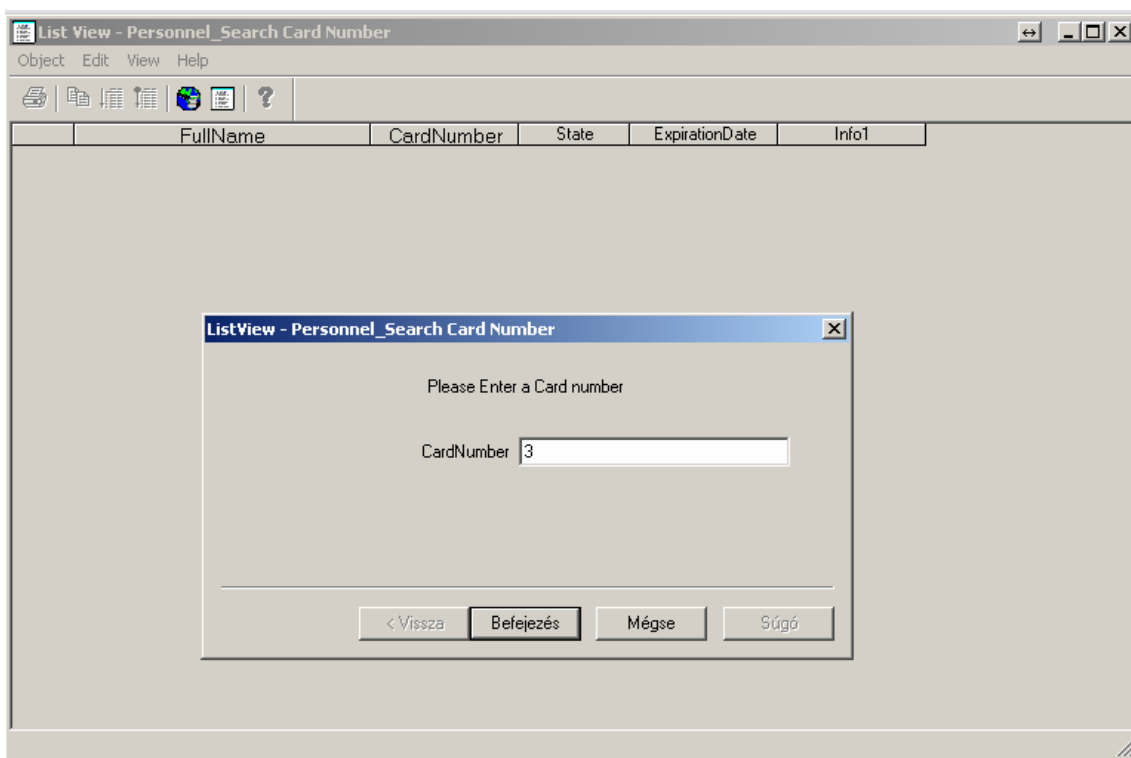 List View - Personnel_Search Card Number
Object Edit View Help
FullName CardNumber State ExpirationDate Info1
ListView - Personnel_Search Card Number
Please Enter a Card number
CardNumber 3
< Vissza Befejezés Mégse Súgó